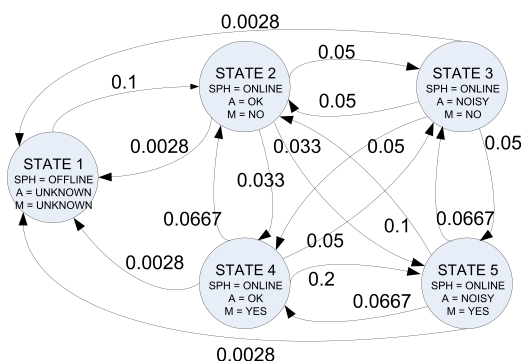 0.0028
STATE 2
SPH = ONLINE
A = OK
M = NO
0.05
STATE 3
SPH = ONLINE
A = NOISY
M = NO
0.1
0.05
0.0028
0.033
0.05
0.05
STATE 1
SPH = OFFLINE
A = UNKNOWN
M = UNKNOWN
0.033
0.0667
0.1
0.0667
0.0028
STATE 4
SPH = ONLINE
A = OK
M = YES
0.05
0.2
0.0667
STATE 5
SPH = ONLINE
A = NOISY
M = YES
0.0028